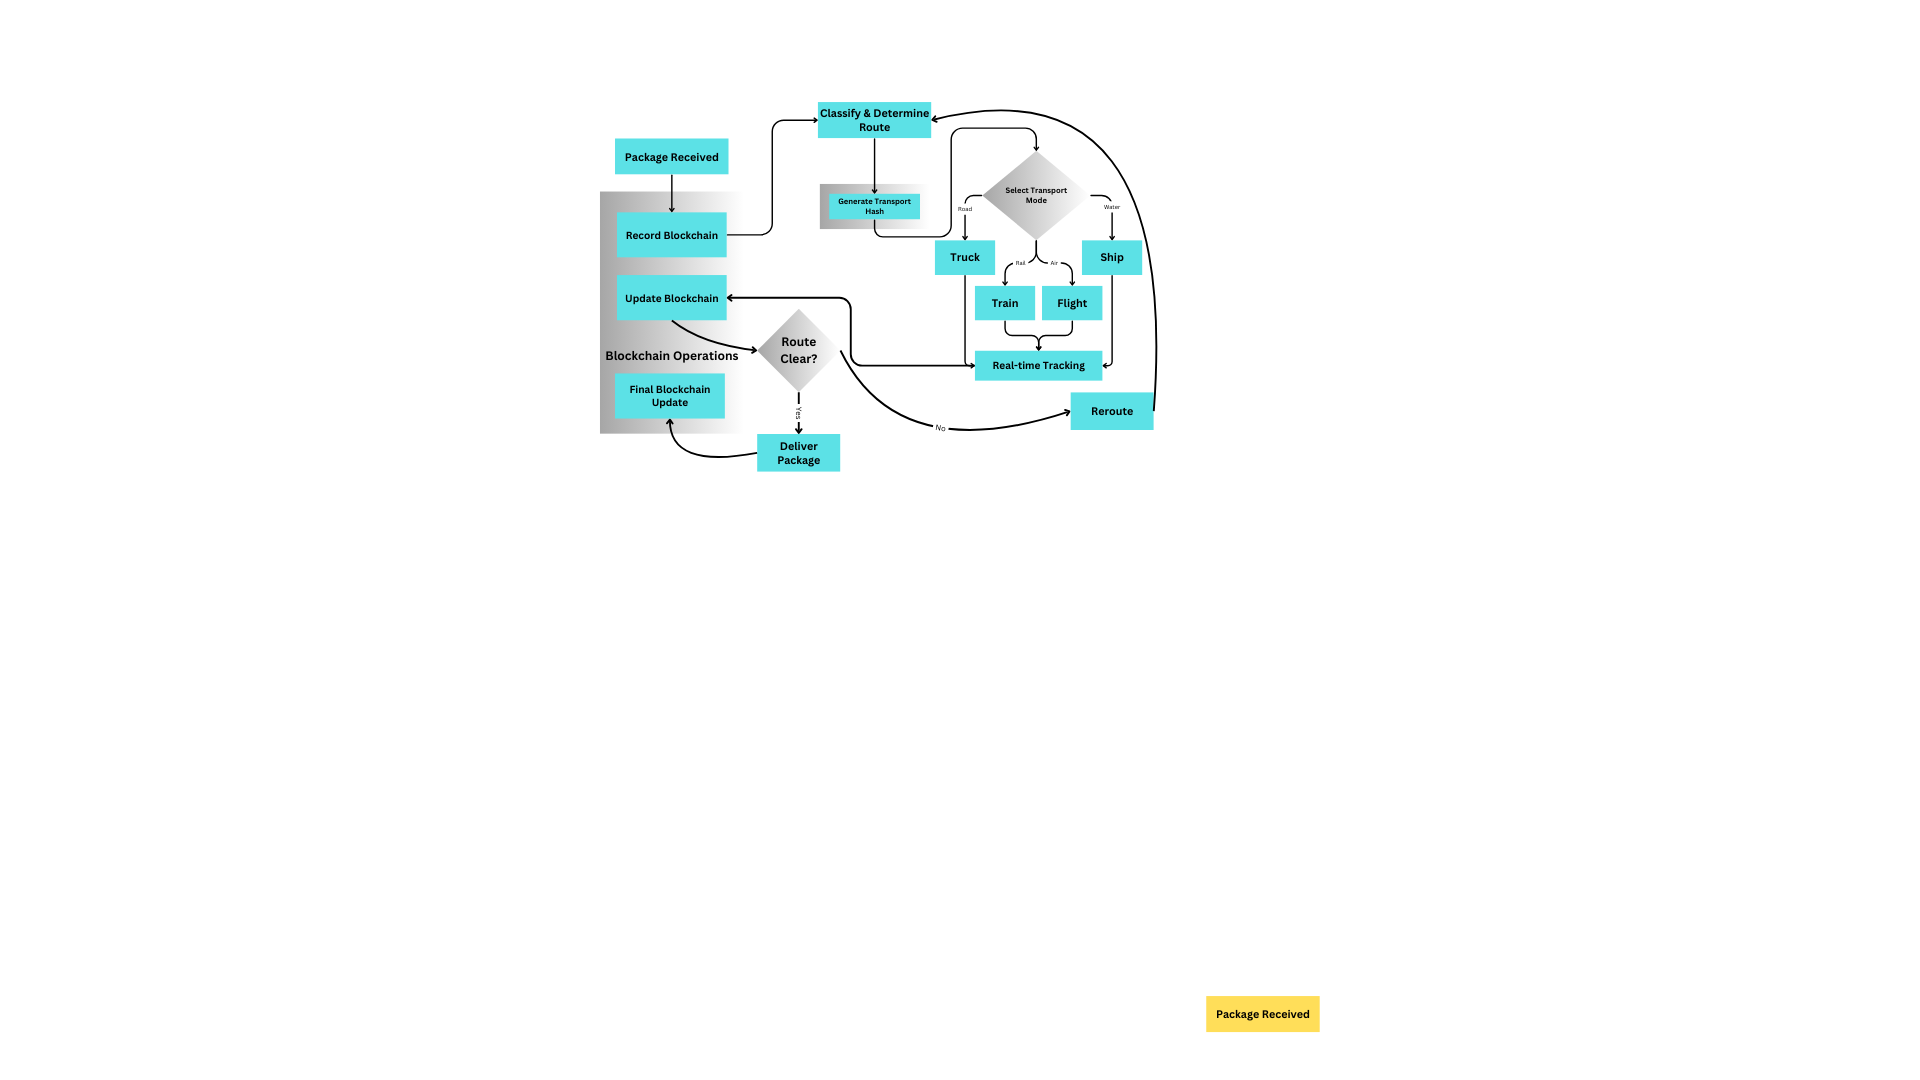 Classify & Determine
Route
Package Received
Generate Transport
Hash
Select Transport
Mode
Road
Water
Record Blockchain
Truck
Ship
Rail
Air
Update Blockchain
Train
Flight
Route
Clear?
Blockchain Operations
Real-time Tracking
Final Blockchain
Update
Yes
No
Reroute
Deliver
Package
Package Received